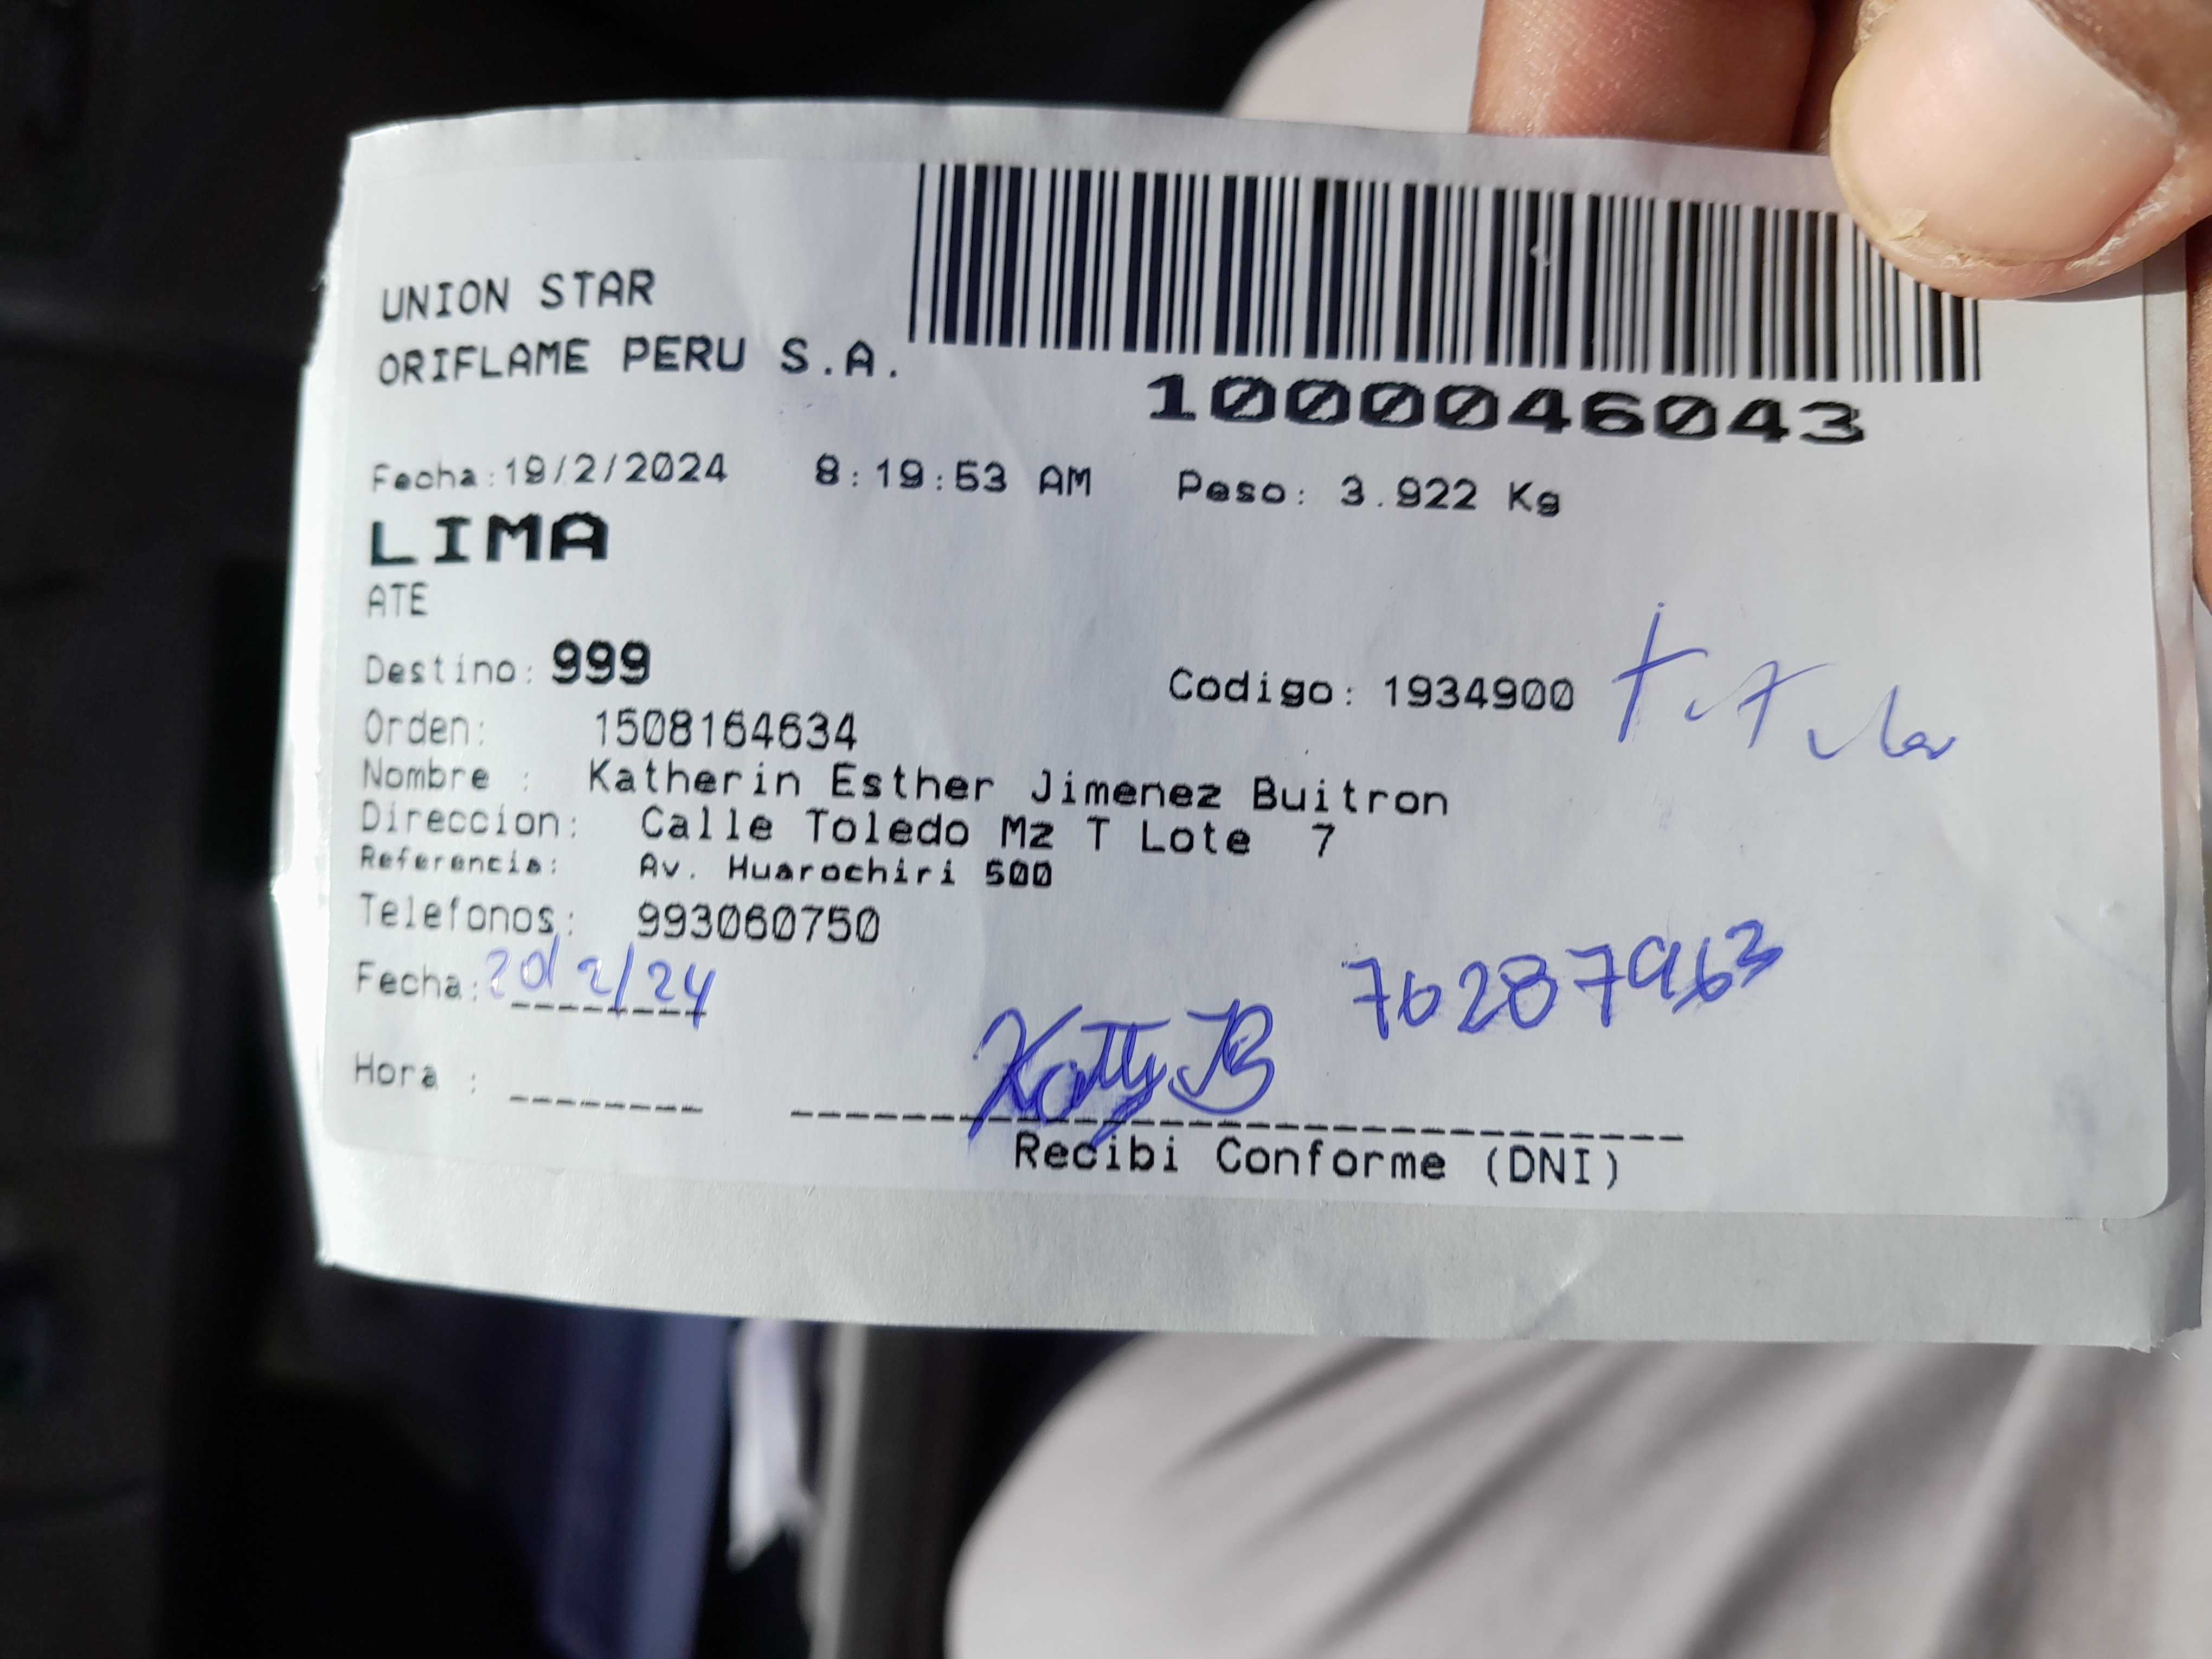 UNION STAR
ORIFLAME PERU S.A.
1000046043
Fecha:19/2/2024 8:19:53 AM Peso: 3.922 Kg
LIMA
ATE
Destino: 999
Codigo: 1934900 titular
Orden: 1508164634
Nombre : Katherin Esther Jimenez Buitron
Direccion: Calle Toledo Mz T Lote 7
Referencia: Av. Huarochiri 500
Telefonos: 993060750
Fecha: 20/2/24
76287963
Katty JB
Hora :
Recibi Conforme (DNI)